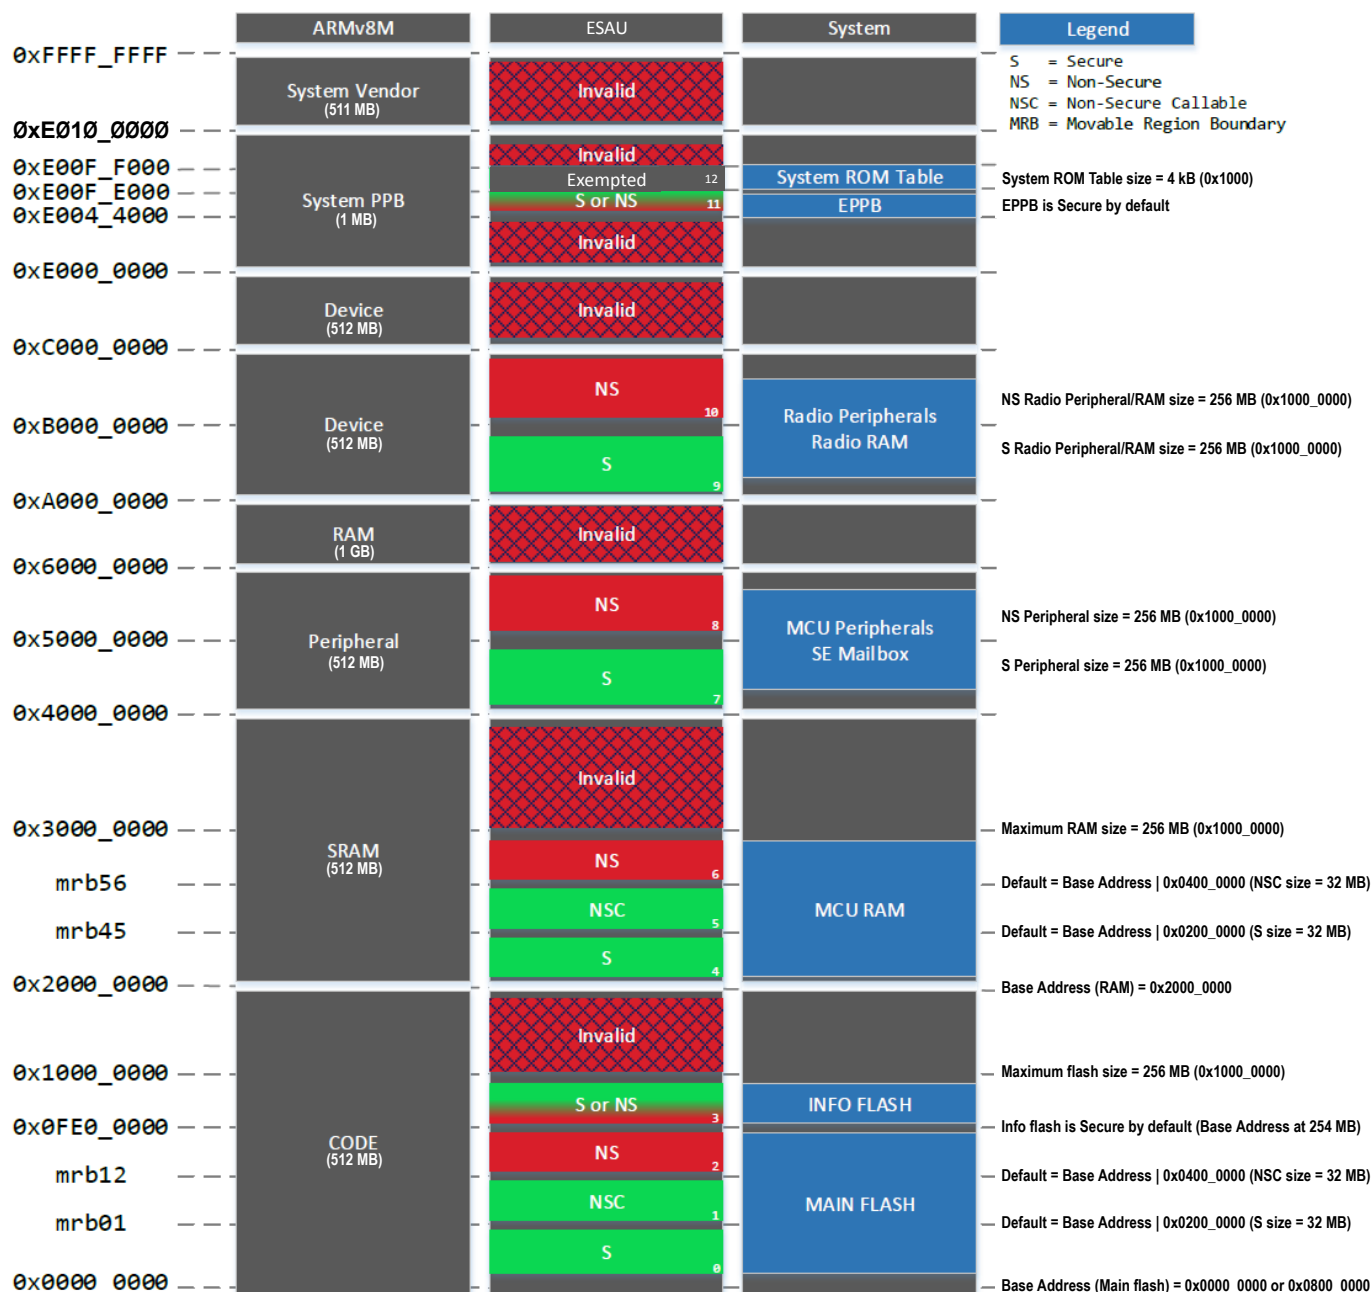 ARMv8M ESAU System Legend
0xFFFF_FFFF
S = Secure
NS = Non-Secure
NSC = Non-Secure Callable
MRB = Movable Region Boundary
System Vendor
(511 MB)
Invalid
0xE010_0000
Invalid
0xE00F_F000
Exempted 12
System ROM Table
System ROM Table size = 4 kB (0x1000)
0xE00F_E000
System PPB
(1 MB)
S or NS 11
EPPB
EPPB is Secure by default
0xE004_4000
Invalid
0xE000_0000
Device
(512 MB)
Invalid
0xC000_0000
NS 10
NS Radio Peripheral/RAM size = 256 MB (0x1000_0000)
0xB000_0000
Device
(512 MB)
Radio Peripherals
Radio RAM
S Radio Peripheral/RAM size = 256 MB (0x1000_0000)
S 9
0xA000_0000
RAM
(1 GB)
Invalid
0x6000_0000
NS 8
NS Peripheral size = 256 MB (0x1000_0000)
0x5000_0000
Peripheral
(512 MB)
MCU Peripherals
SE Mailbox
S Peripheral size = 256 MB (0x1000_0000)
S 7
0x4000_0000
Invalid
0x3000_0000
Maximum RAM size = 256 MB (0x1000_0000)
SRAM
(512 MB)
NS 6
mrb56
Default = Base Address | 0x0400_0000 (NSC size = 32 MB)
NSC 5
MCU RAM
mrb45
Default = Base Address | 0x0200_0000 (S size = 32 MB)
S 4
0x2000_0000
Base Address (RAM) = 0x2000_0000
Invalid
0x1000_0000
Maximum flash size = 256 MB (0x1000_0000)
S or NS 3
INFO FLASH
0x0FE0_0000
Info flash is Secure by default (Base Address at 254 MB)
CODE
(512 MB)
NS 2
mrb12
Default = Base Address | 0x0400_0000 (NSC size = 32 MB)
NSC 1
MAIN FLASH
mrb01
Default = Base Address | 0x0200_0000 (S size = 32 MB)
S 0
0x0000 0000
Base Address (Main flash) = 0x0000 0000 or 0x0800 0000